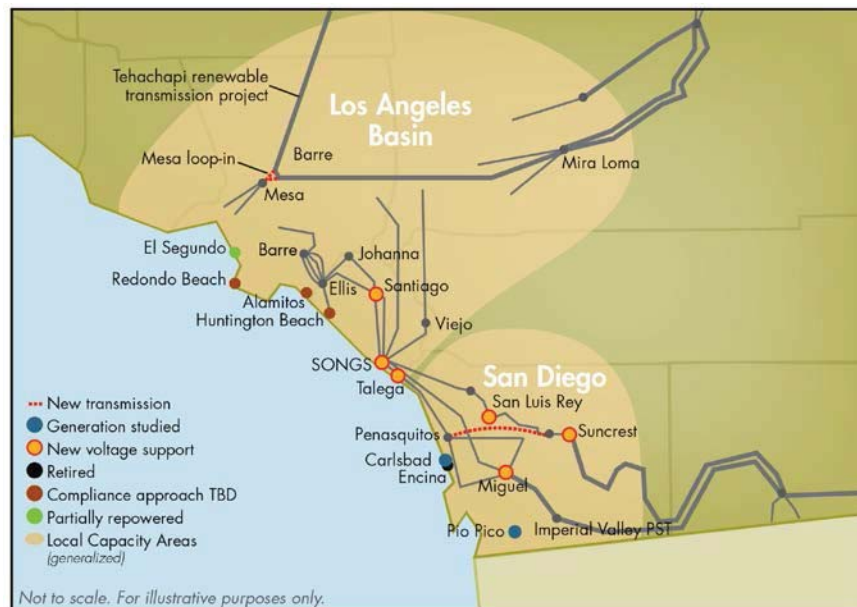 Tehachapi renewable
transmission project
Los Angeles
Basin
Mesa loop-in
Barre
Mira Loma
Mesa
El Segundo
Barre
Johanna
Redondo Beach
Ellis
Santiago
Alamitos
Huntington Beach
Viejo
SONGS
Talega
San Diego
San Luis Rey
Penasquitos
Suncrest
Carlsbad
Encina
Miguel
Pio Pico
Imperial Valley PST
New transmission
Generation studied
New voltage support
Retired
Compliance approach TBD
Partially repowered
Local Capacity Areas
(generalized)
Not to scale. For illustrative purposes only.